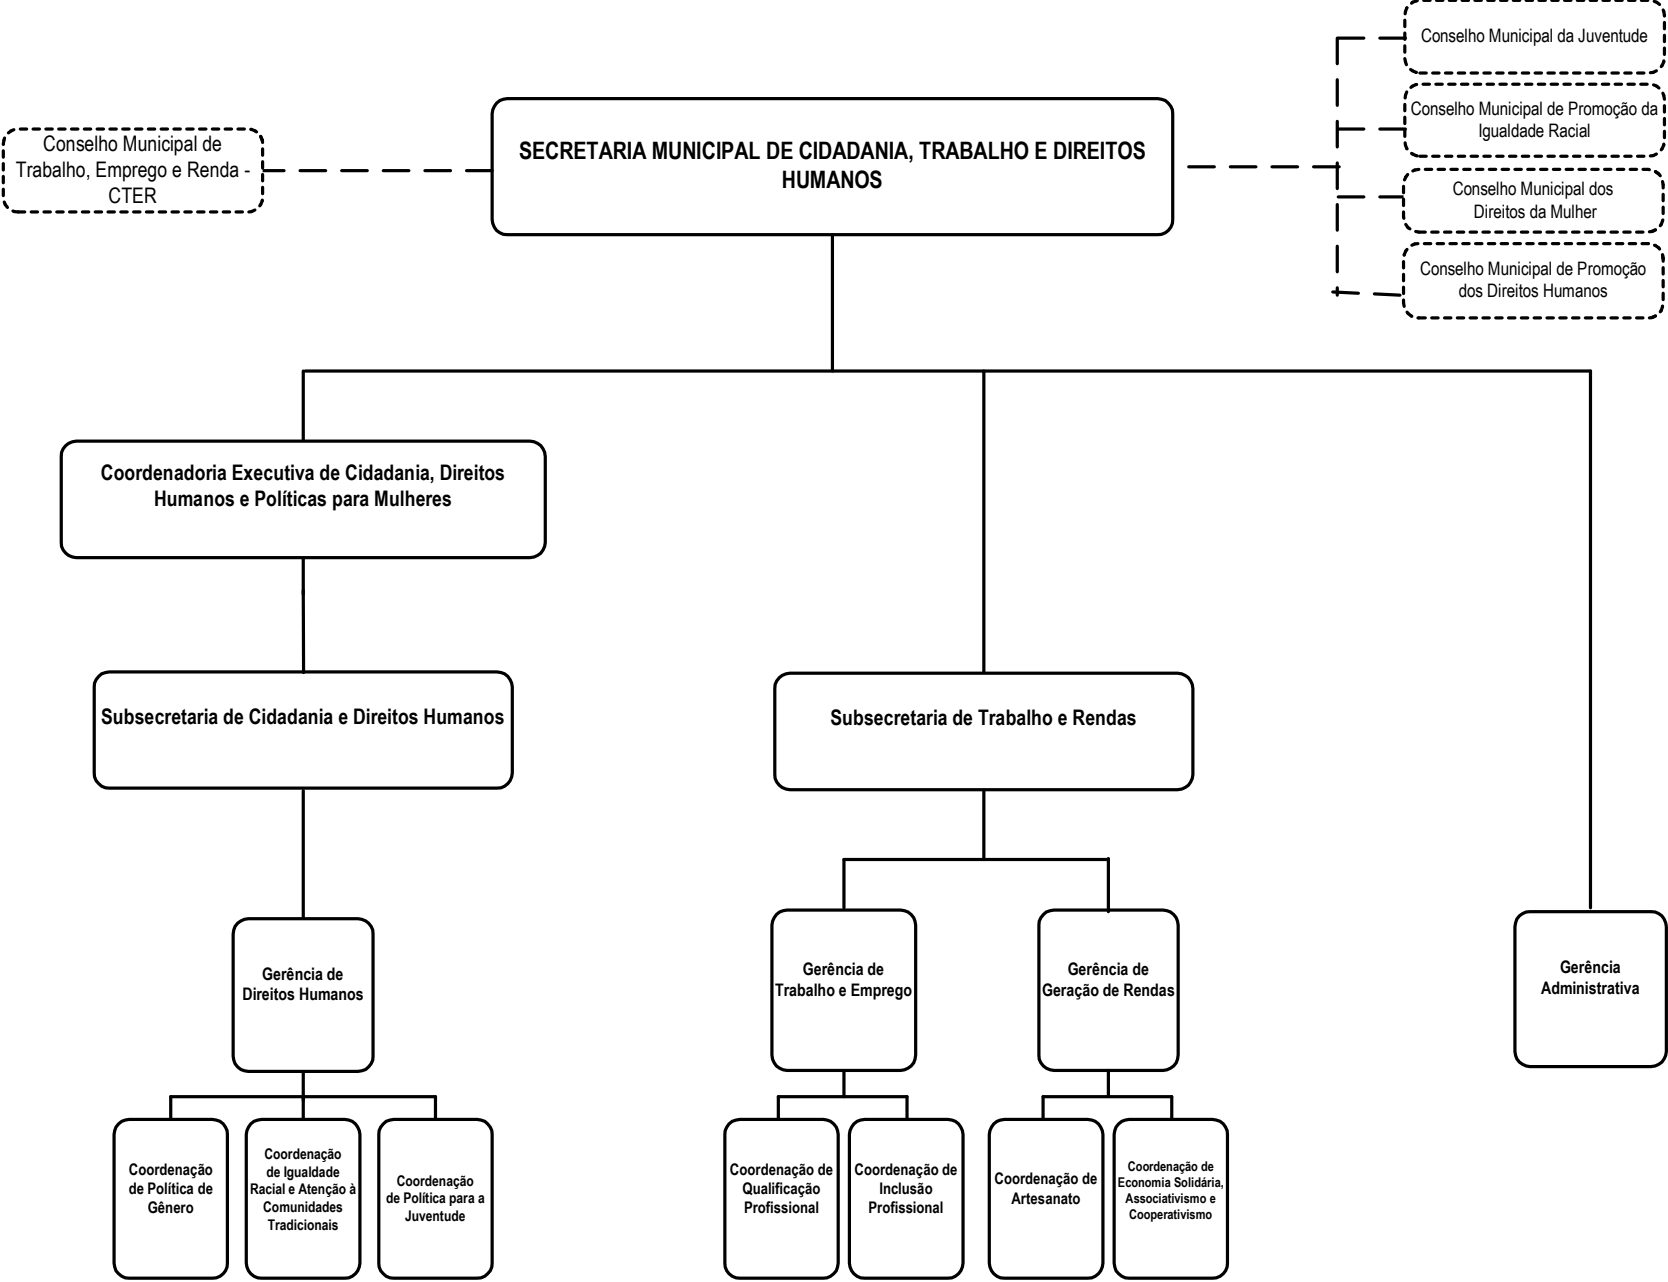 Conselho Municipal da Juventude
Conselho Municipal de Promoção da
Igualdade Racial
Conselho Municipal dos
Direitos da Mulher
Conselho Municipal de Promoção
dos Direitos Humanos
Conselho Municipal de
Trabalho, Emprego e Renda -
CTER
SECRETARIA MUNICIPAL DE CIDADANIA, TRABALHO E DIREITOS
HUMANOS
Coordenadoria Executiva de Cidadania, Direitos
Humanos e Políticas para Mulheres
Subsecretaria de Cidadania e Direitos Humanos
Subsecretaria de Trabalho e Rendas
Gerência de
Direitos Humanos
Gerência de
Trabalho e Emprego
Gerência de
Geração de Rendas
Gerência
Administrativa
Coordenação
de Política de
Gênero
Coordenação
de Igualdade
Racial e Atenção à
Comunidades
Tradicionais
Coordenação
de Política para a
Juventude
Coordenação de
Qualificação
Profissional
Coordenação de
Inclusão
Profissional
Coordenação de
Artesanato
Coordenação de
Economia Solidária,
Associativismo e
Cooperativismo